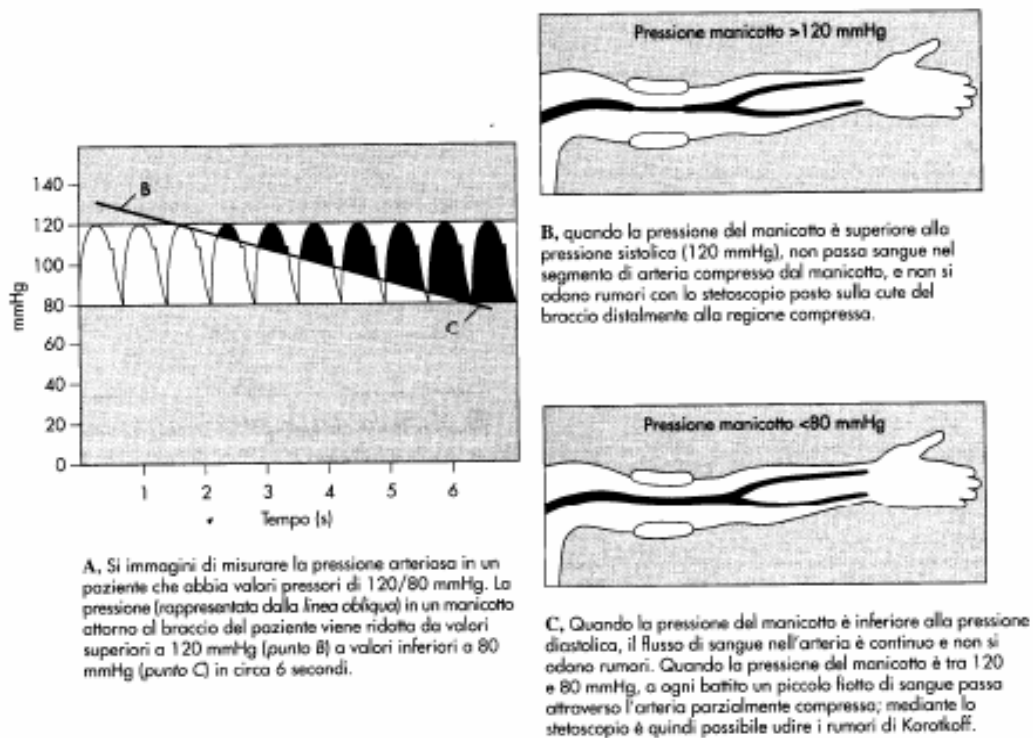 140
120
100
80
60
40
20
0
mmHg
B
C
1
2
3
4
5
6
Tempo (s)
A. Si immagini di misurare la pressione arteriosa in un
paziente che abbia valori pressori di 120/80 mmHg. La
pressione (rappresentata dalla linea obliqua) in un manicotto
attorno al braccio del paziente viene ridotta da valori
superiori a 120 mmHg (punto B) a valori inferiori a 80
mmHg (punto C) in circa 6 secondi.
Pressione manicotto >120 mmHg
B, quando la pressione del manicotto è superiore alla
pressione sistolica (120 mmHg), non passa sangue nel
segmento di arteria compresso dal manicotto, e non si
odono rumori con lo stetoscopio posto sulla cute del
braccio distalmente alla regione compressa.
Pressione manicotto <80 mmHg
C, Quando la pressione del manicotto è inferiore alla pressione
diastolica, il flusso di sangue nell'arteria è continuo e non si
odono rumori. Quando la pressione del manicotto è tra 120
e 80 mmHg, a ogni battito un piccolo fiotto di sangue passa
attraverso l'arteria parzialmente compressa; mediante lo
stetoscopio è quindi possibile udire i rumori di Korotkoff.